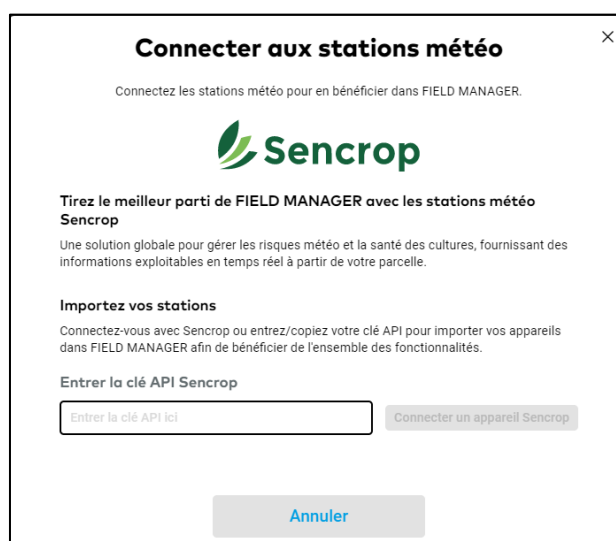 Connecter aux stations météo
Connectez les stations météo pour en bénéficier dans FIELD MANAGER.
Sencrop
Tirez le meilleur parti de FIELD MANAGER avec les stations météo
Sencrop
Une solution globale pour gérer les risques météo et la santé des cultures, fournissant des
informations exploitables en temps réel à partir de votre parcelle.
Importez vos stations
Connectez-vous avec Sencrop ou entrez/copiez votre clé API pour importer vos appareils
dans FIELD MANAGER afin de bénéficier de l'ensemble des fonctionnalités.
Entrer la clé API Sencrop
Entrer la clé API ici
Connecter un appareil Sencrop
Annuler